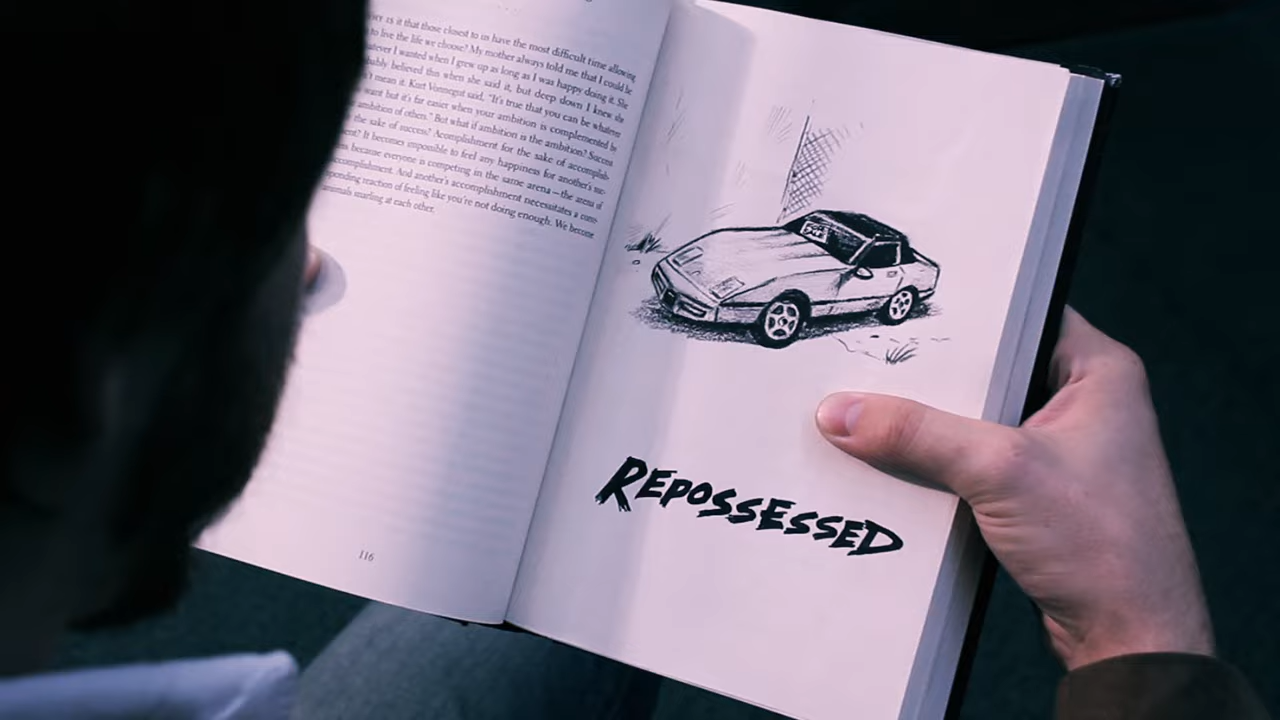 is it that those closest to us have the most difficult time allowing
to live the life we choose? My mother always told me that I could be
whatever I wanted when I grew up as long as I was happy doing it. She
probably believed this when she said it, but deep down I knew she
didn't mean it. Kurt Vonnegut said, "It's true that you can be whatever
want but it's far easier when your ambition is complemented by
ambition of others." But what if ambition is the ambition? Success
the sake of success? Acomplishment for the sake of accomplish-
ment? It becomes impossible to feel any happiness for another's suc-
because everyone is competing in the same arena—the arena of
accomplishment. And another's accomplishment necessitates a corre-
sponding reaction of feeling like you're not doing enough. We become
animals snarling at each other.
116
FOR
SALE
REPOSSESSED